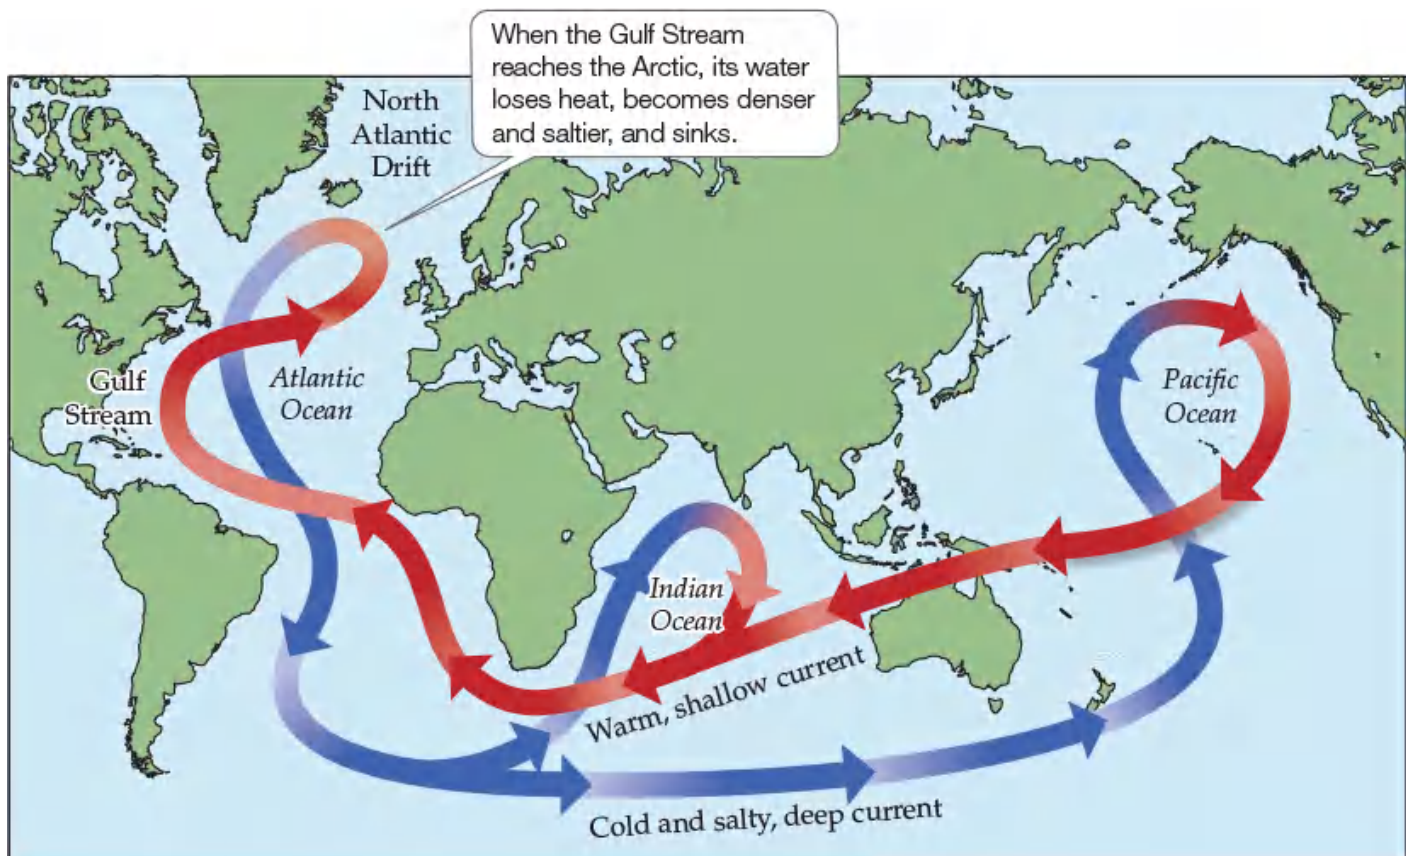 When the Gulf Stream
reaches the Arctic, its water
loses heat, becomes denser
and saltier, and sinks.
North
Atlantic
Drift
Gulf
Stream
Atlantic
Ocean
Pacific
Ocean
Indian
Ocean
Warm, shallow current
Cold and salty, deep current